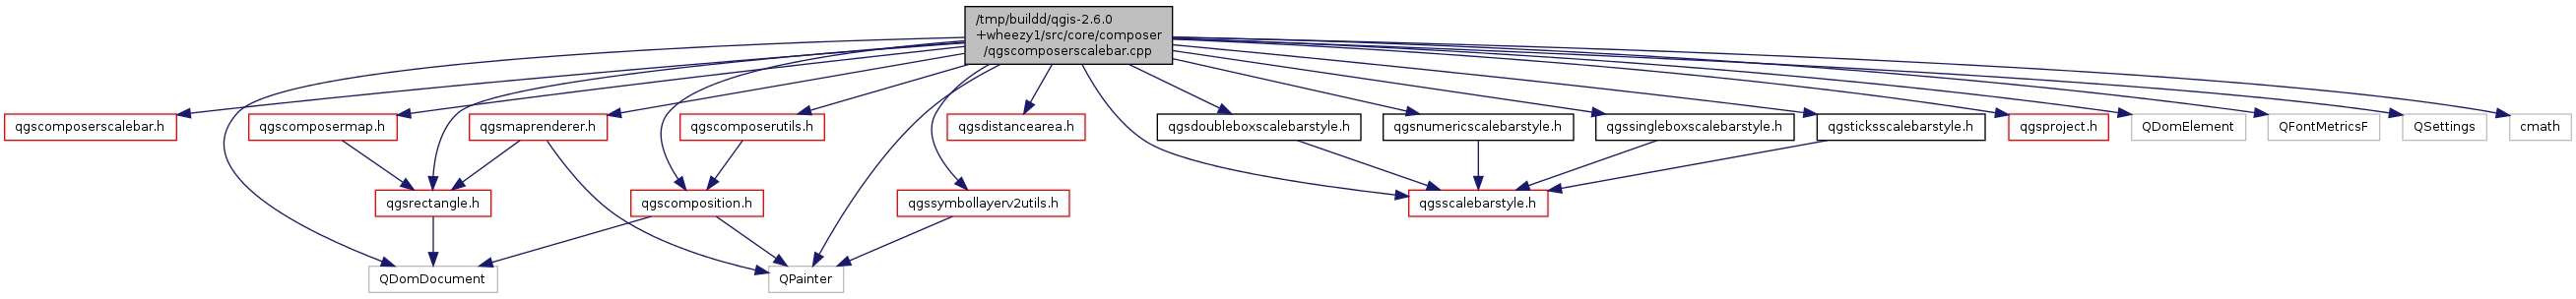 /tmp/buildd/qgis-2.6.0
+wheezy1/src/core/composer
/qgscomposerscalebar.cpp
qgscomposerscalebar.h
qgscomposermap.h
qgsmaprenderer.h
qgscomposerutils.h
qgsdistancearea.h
qgsdoubleboxscalebarstyle.h
qgsnumericscalebarstyle.h
qgssingleboxscalebarstyle.h
qgsticksscalebarstyle.h
qgsproject.h
QDomElement
QFontMetricsF
QSettings
cmath
qgsrectangle.h
qgscomposition.h
qgssymbollayerv2utils.h
qgsscalebarstyle.h
QDomDocument
QPainter